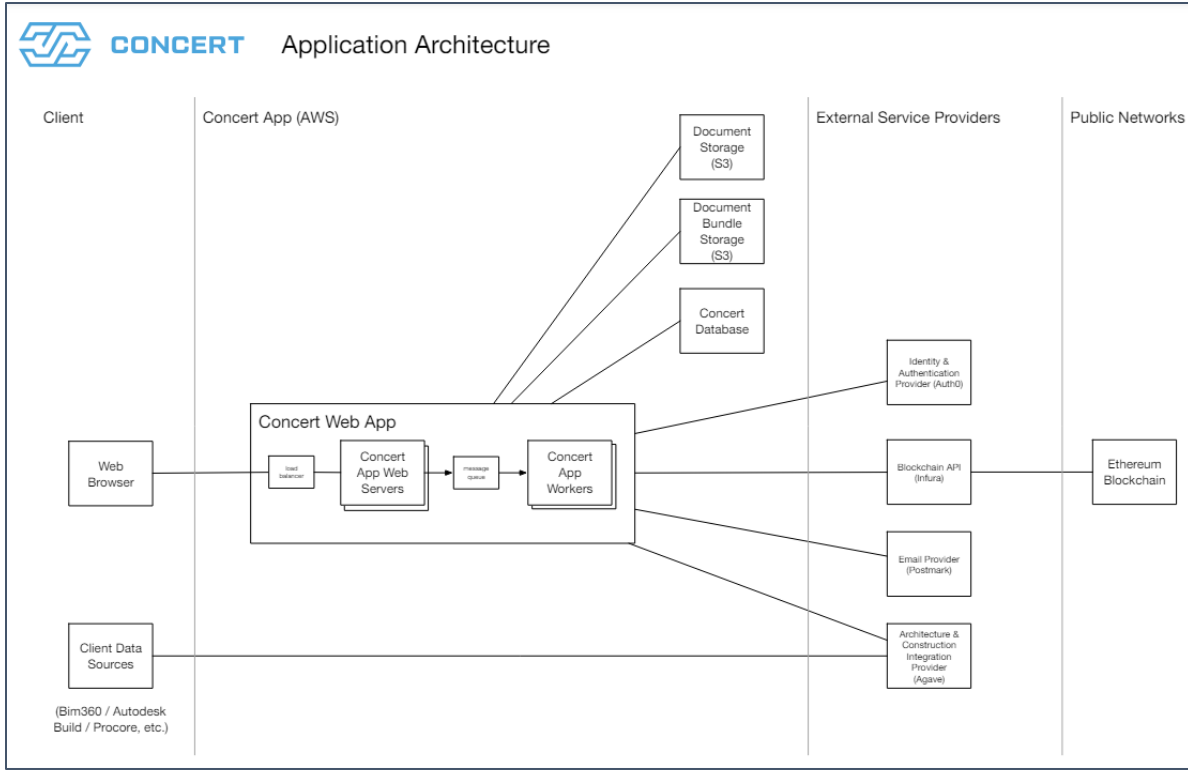 CONCERT Application Architecture
Client
Concert App (AWS)
External Service Providers
Public Networks
Document
Storage
(S3)
Document
Bundle
Storage
(S3)
Concert
Database
Identity &
Authentication
Provider (Auth0)
Concert Web App
Web
Browser
load
balancer
Concert
App Web
Servers
message
queue
Concert
App
Workers
Blockchain API
(Infura)
Ethereum
Blockchain
Email Provider
(Postmark)
Client Data
Sources
Architecture &
Construction
Integration
Provider
(Agave)
(Bim360 / Autodesk
Build / Procore, etc.)